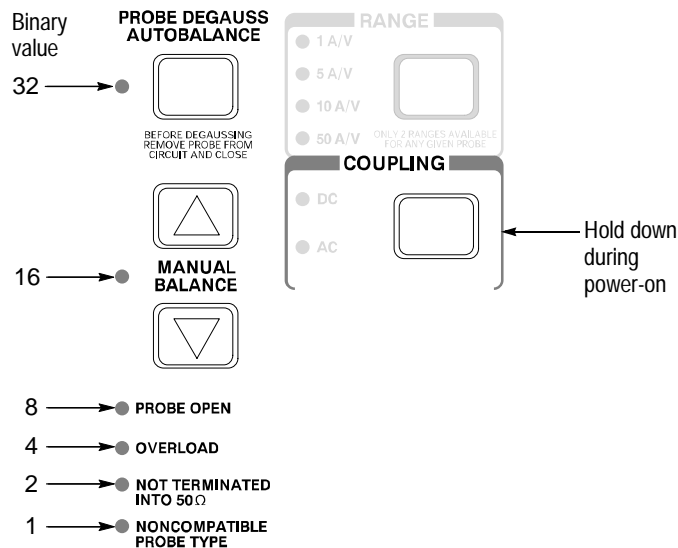 Binary
value
32
PROBE DEGAUSS
AUTOBALANCE
BEFORE DEGAUSSING
REMOVE PROBE FROM
CIRCUIT AND CLOSE
RANGE
1 A/V
5 A/V
10 A/V
50 A/V
ONLY 2 RANGES AVAILABLE
FOR ANY GIVEN PROBE
COUPLING
DC
AC
Hold down
during
power-on
16
MANUAL
BALANCE
8
PROBE OPEN
4
OVERLOAD
2
NOT TERMINATED
INTO 50Ω
1
NONCOMPATIBLE
PROBE TYPE